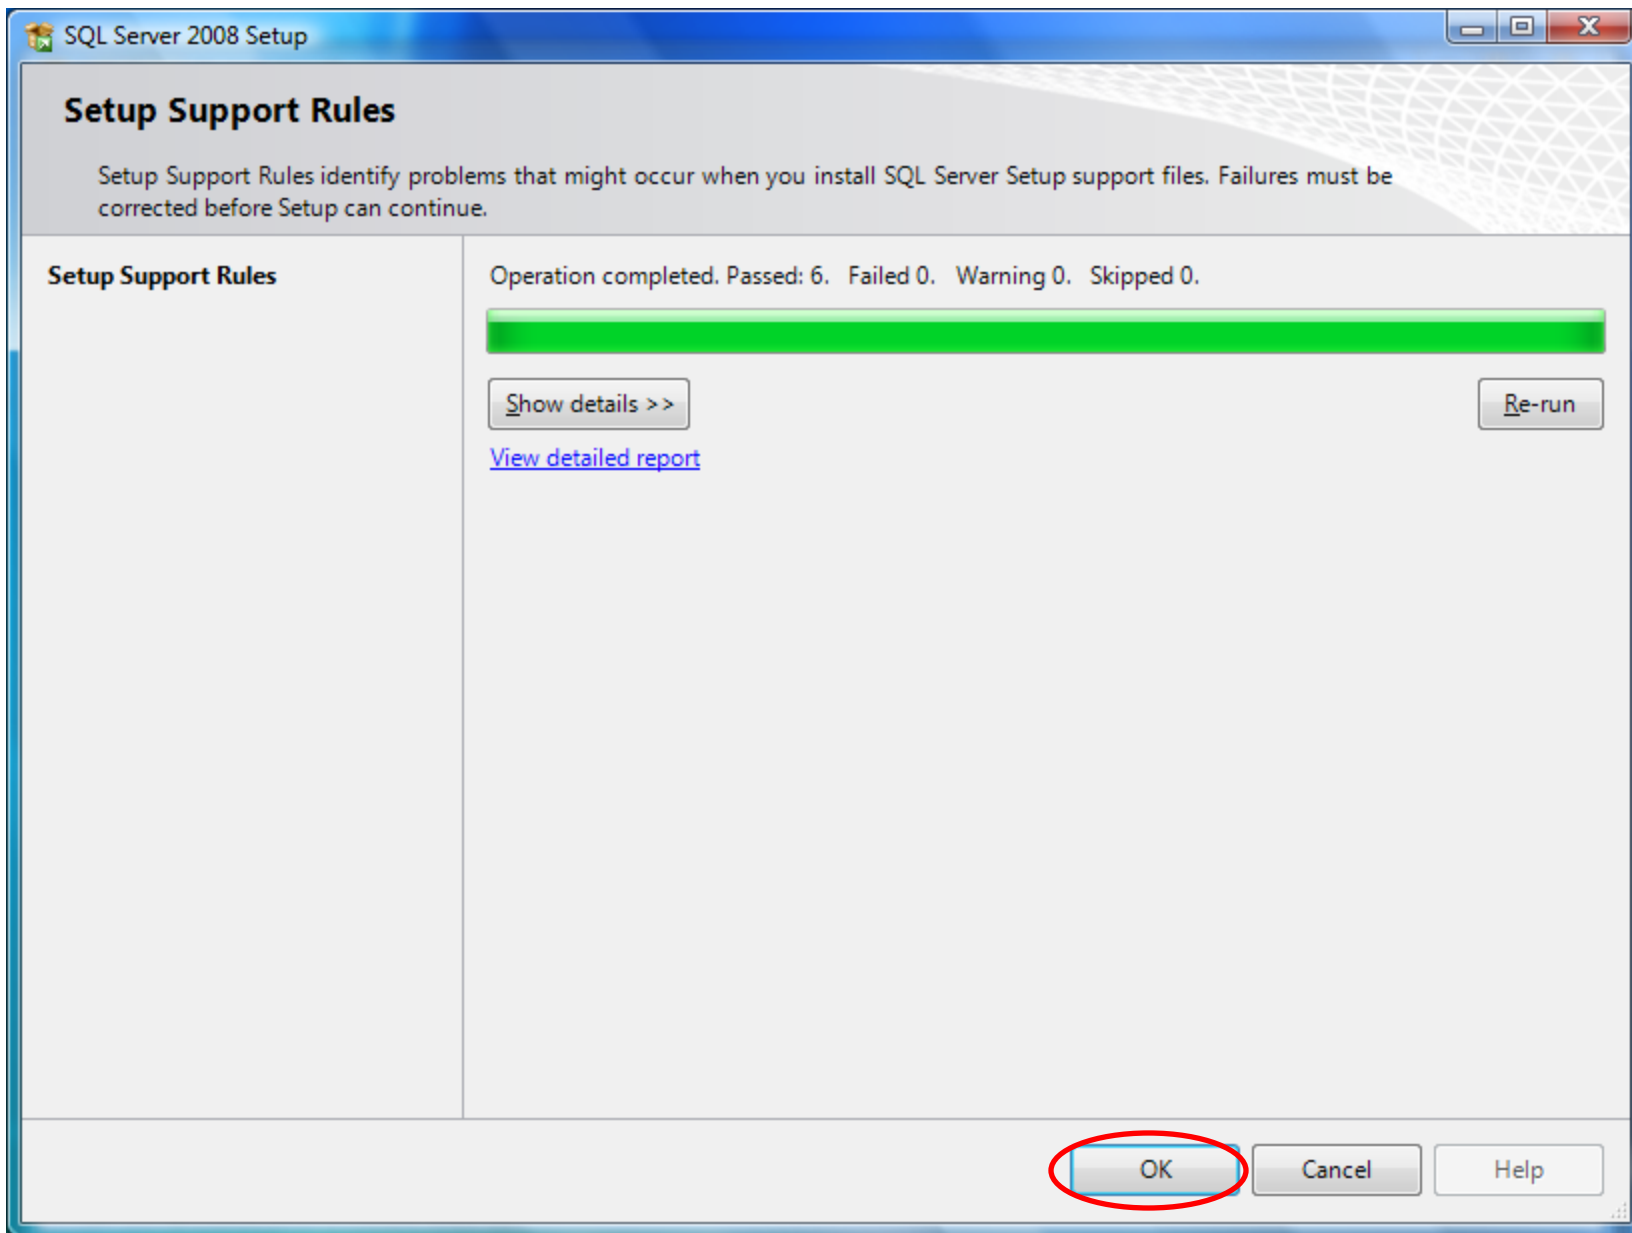 SQL Server 2008 Setup
Setup Support Rules
Setup Support Rules identify problems that might occur when you install SQL Server Setup support files. Failures must be
corrected before Setup can continue.
Setup Support Rules
Operation completed. Passed: 6.   Failed 0.   Warning 0.   Skipped 0.
Show details >>
Re-run
View detailed report
OK
Cancel
Help